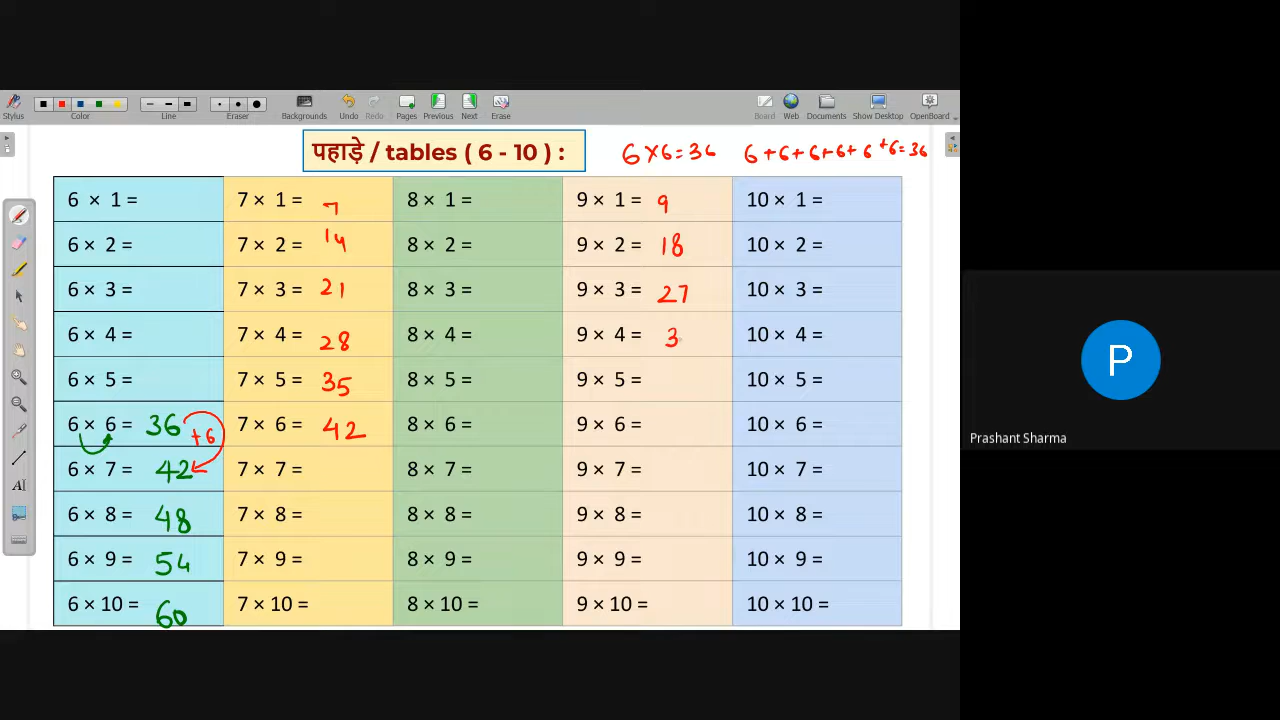 Stylus Color Line Eraser Backgrounds Undo Redo Pages Previous Next Erase Board Web Documents Show Desktop OpenBoard
पहाड़े / tables ( 6 - 10 ) : 6×6=36 6+6+6+6+6+6=36
6 × 1 = 7 × 1 = 7 8 × 1 = 9 × 1 = 9 10 × 1 =
6 × 2 = 7 × 2 = 14 8 × 2 = 9 × 2 = 18 10 × 2 =
6 × 3 = 7 × 3 = 21 8 × 3 = 9 × 3 = 27 10 × 3 =
6 × 4 = 7 × 4 = 28 8 × 4 = 9 × 4 = 3 10 × 4 =
6 × 5 = 7 × 5 = 35 8 × 5 = 9 × 5 = 10 × 5 =
6 × 6 = 36 +6 7 × 6 = 42 8 × 6 = 9 × 6 = 10 × 6 =
6 × 7 = 42 7 × 7 = 8 × 7 = 9 × 7 = 10 × 7 =
6 × 8 = 48 7 × 8 = 8 × 8 = 9 × 8 = 10 × 8 =
6 × 9 = 54 7 × 9 = 8 × 9 = 9 × 9 = 10 × 9 =
6 × 10 = 60 7 × 10 = 8 × 10 = 9 × 10 = 10 × 10 =
P
Prashant Sharma